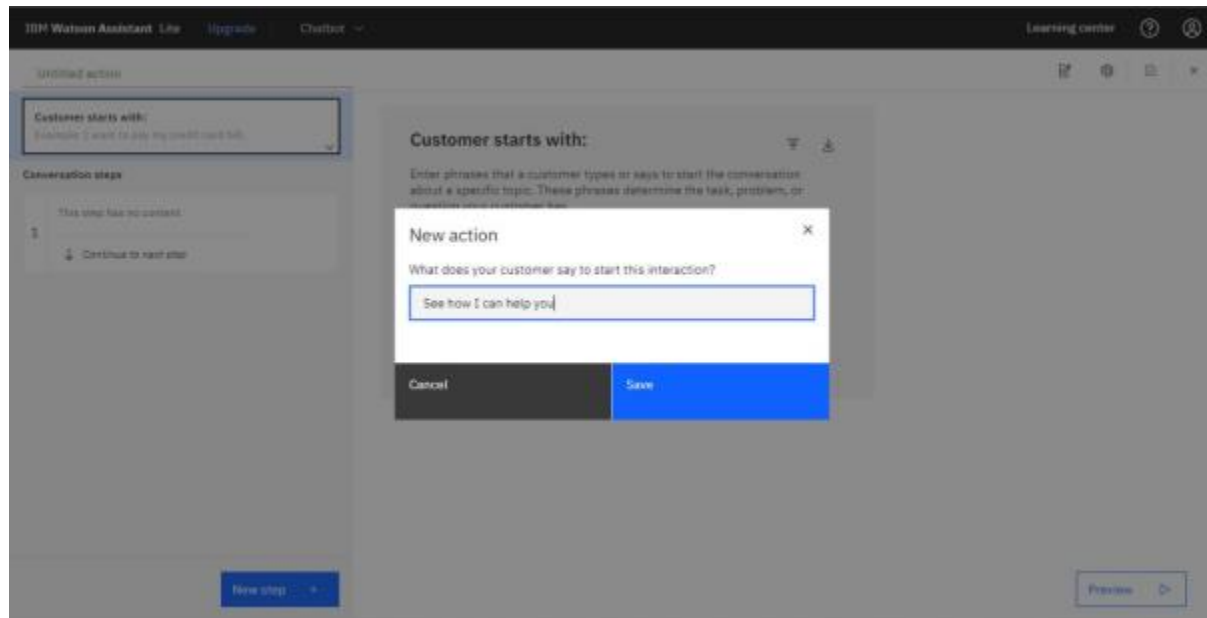 IBM Watson Assistant Lite Upgrade Chatbot Learning center
Untitled action
Customer starts with:
Example: I want to pay my credit card bill.
Conversation steps
This step has no content
1
Continue to next step
New step +
Customer starts with:
Enter phrases that a customer types or says to start the conversation
about a specific topic. These phrases determine the task, problem, or
question your customer has.
New action
What does your customer say to start this interaction?
See how I can help you
Cancel Save
Preview